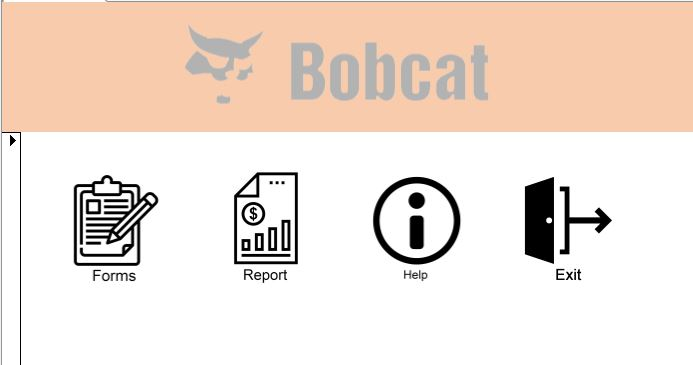 Bobcat
$
Forms
Report
Help
Exit